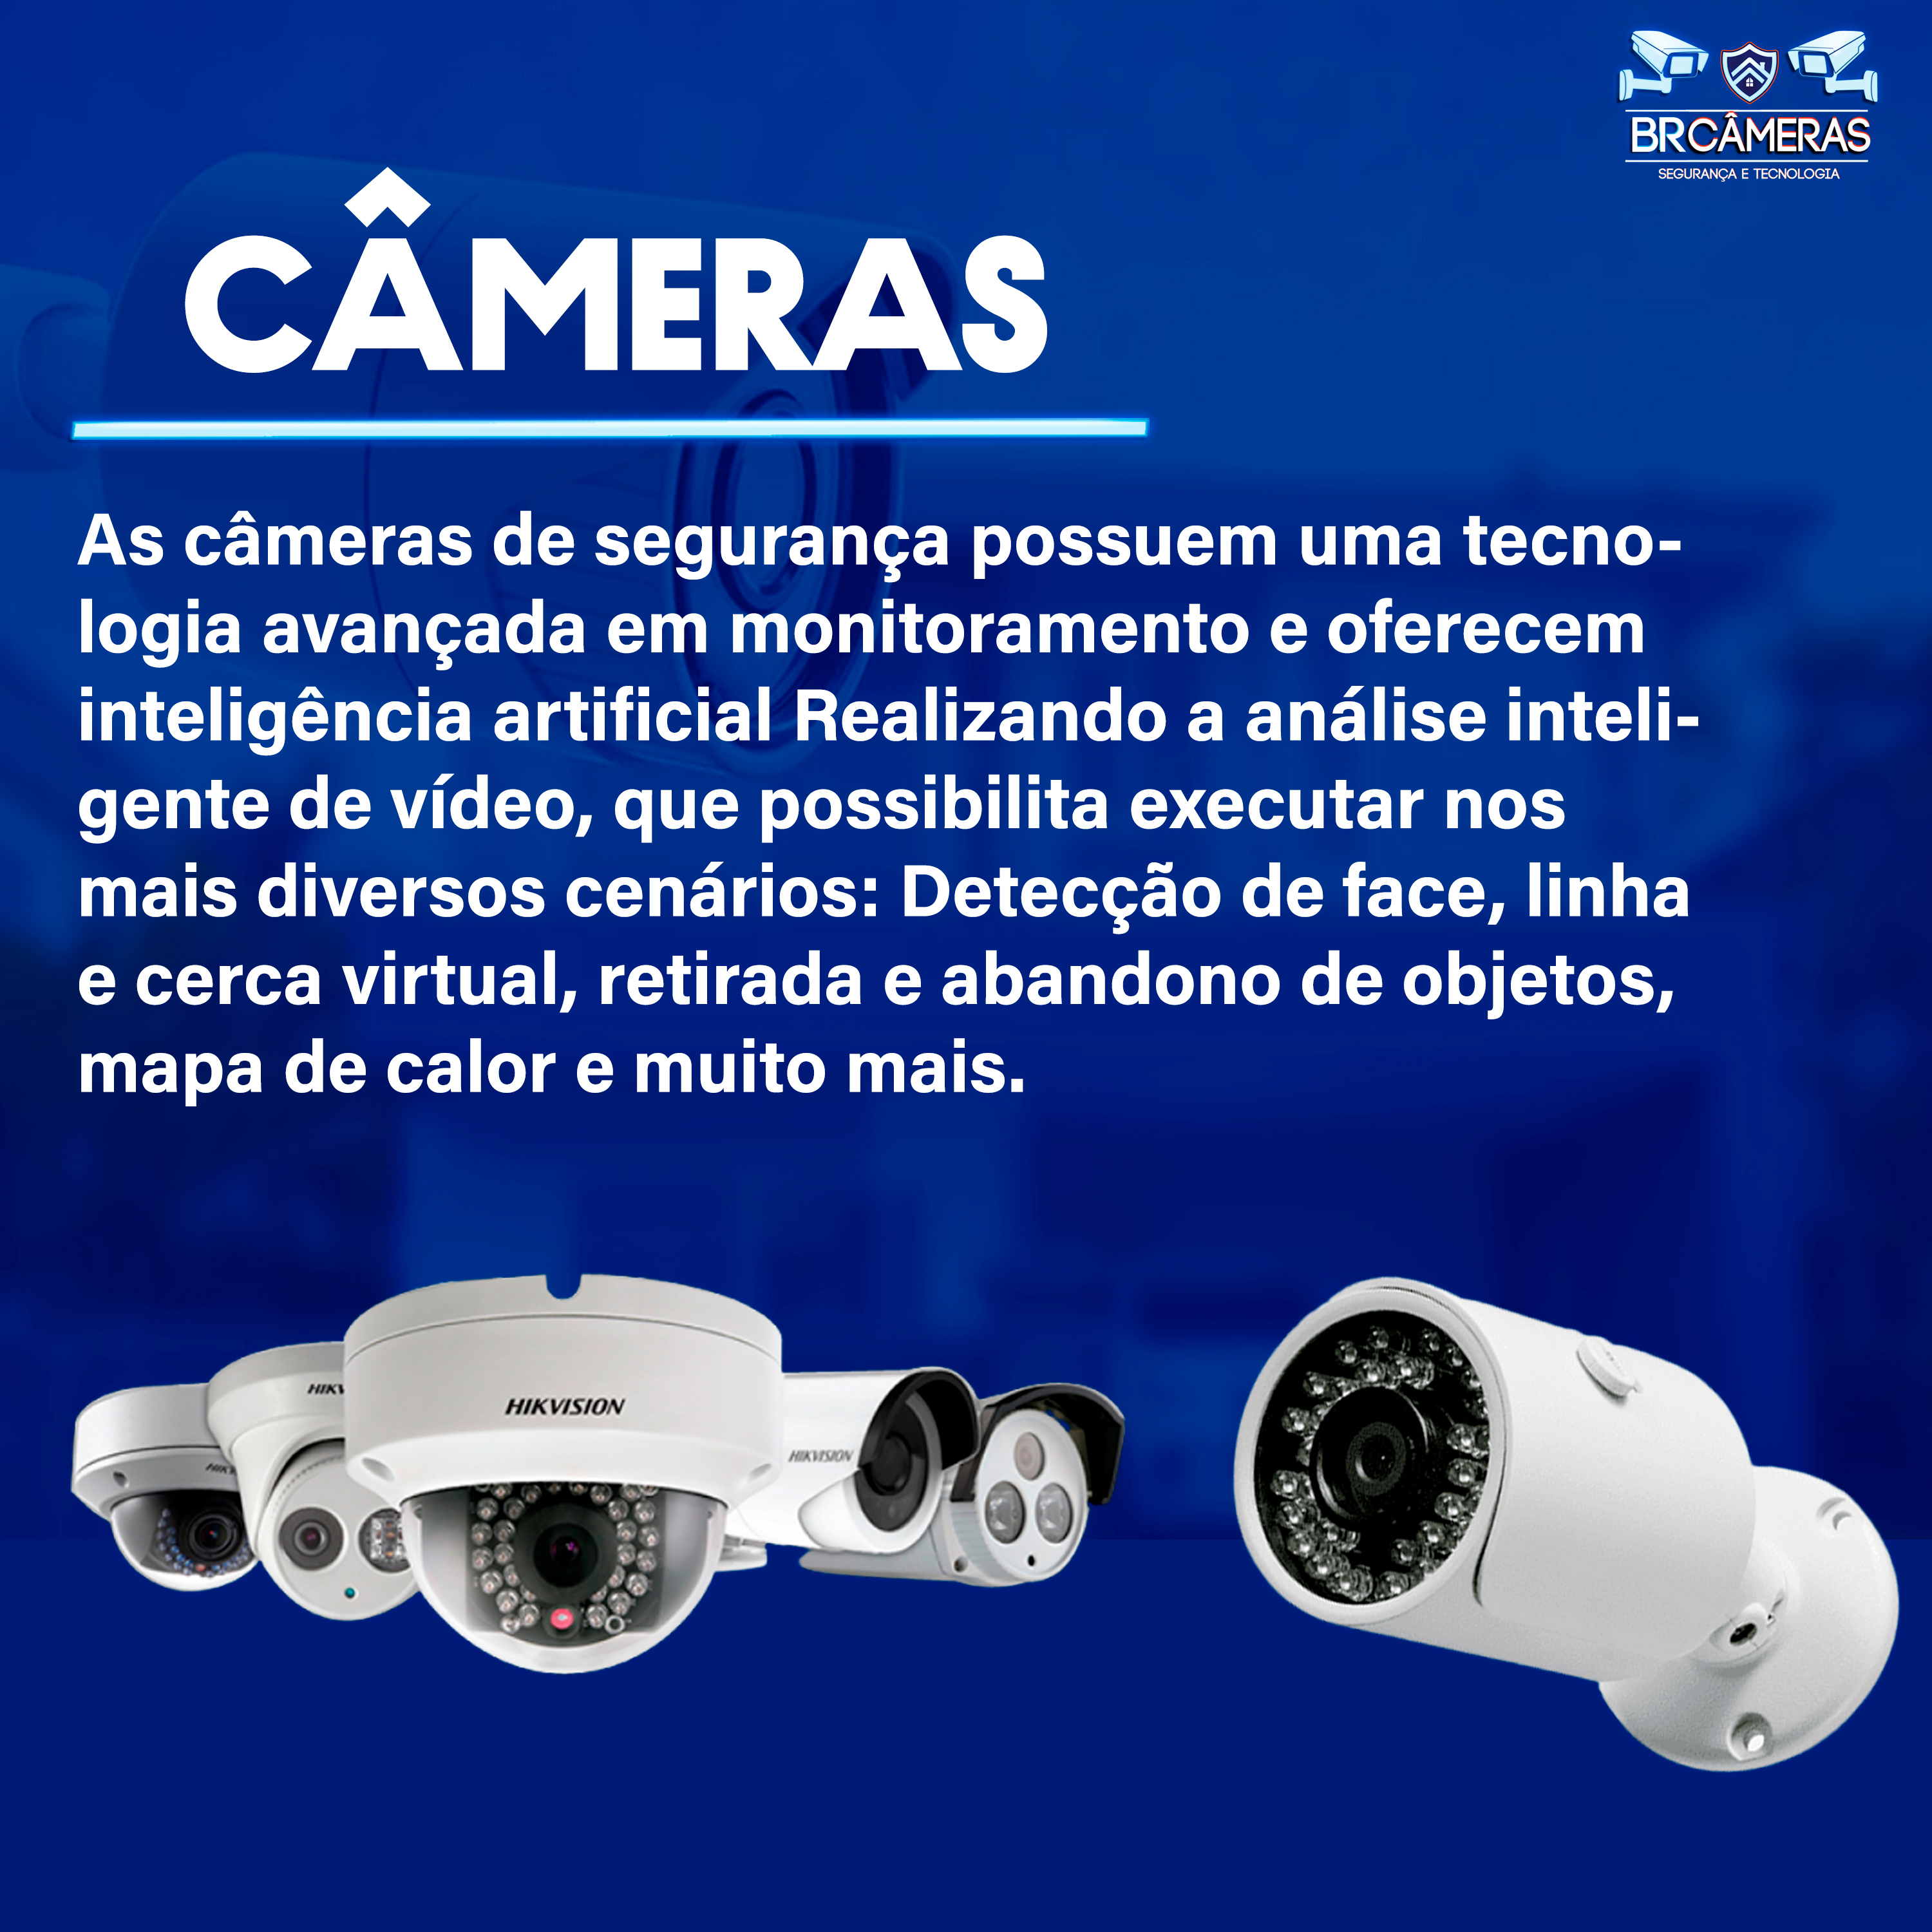 BRCÂMERAS
SEGURANÇA E TECNOLOGIA
CÂMERAS
As câmeras de segurança possuem uma tecno-
logia avançada em monitoramento e oferecem
inteligência artificial Realizando a análise inteli-
gente de vídeo, que possibilita executar nos
mais diversos cenários: Detecção de face, linha
e cerca virtual, retirada e abandono de objetos,
mapa de calor e muito mais.
HIKV
HIKVISION
HIKVISION